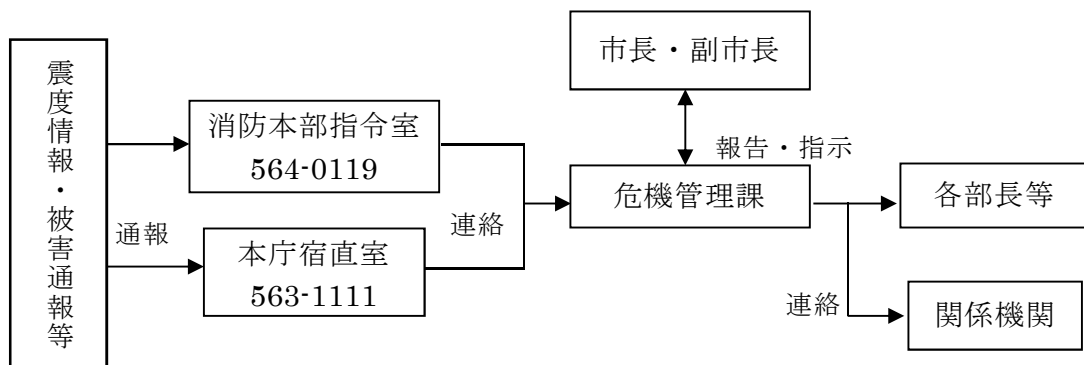 震度情報・被害通報等
通報
消防本部指令室
564-0119
本庁宿直室
563-1111
連絡
市長・副市長
報告・指示
危機管理課
各部長等
連絡
関係機関